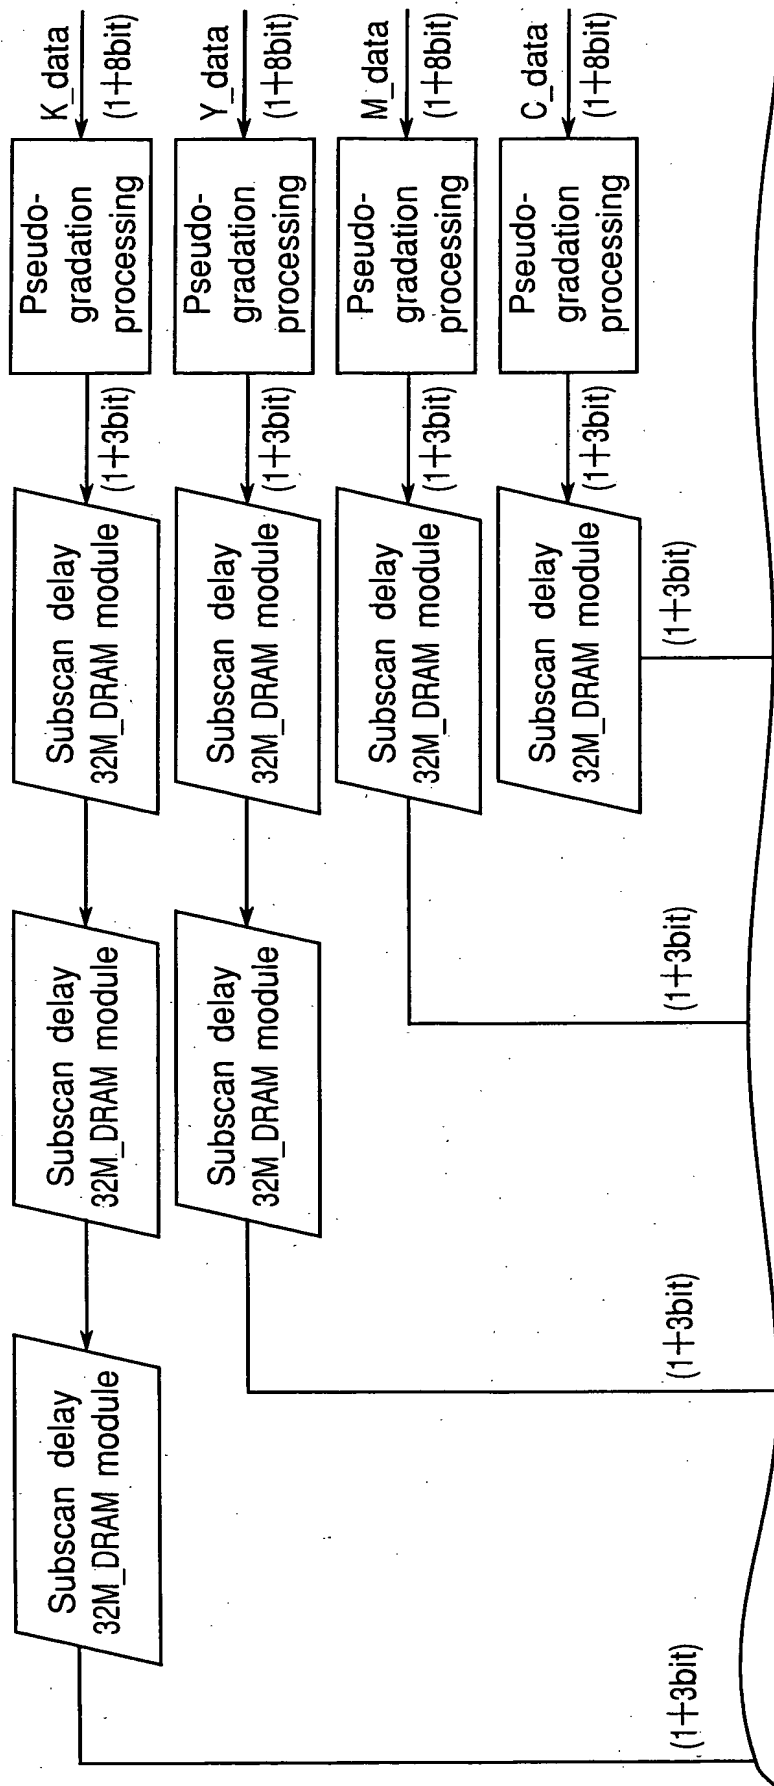 K_data
(1+8bit)
Pseudo-
gradation
processing
(1+3bit)
Subscan delay
32M_DRAM module
Subscan delay
32M_DRAM module
Subscan delay
32M_DRAM module
(1+3bit)
Y_data
(1+8bit)
Pseudo-
gradation
processing
(1+3bit)
Subscan delay
32M_DRAM module
Subscan delay
32M_DRAM module
(1+3bit)
M_data
(1+8bit)
Pseudo-
gradation
processing
(1+3bit)
Subscan delay
32M_DRAM module
(1+3bit)
C_data
(1+8bit)
Pseudo-
gradation
processing
(1+3bit)
Subscan delay
32M_DRAM module
(1+3bit)